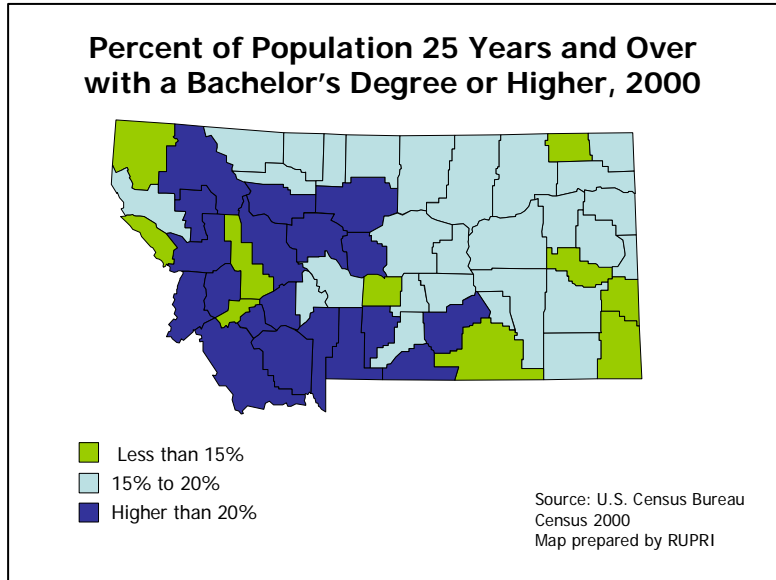 Percent of Population 25 Years and Over
with a Bachelor's Degree or Higher, 2000
Less than 15%
15% to 20%
Higher than 20%
Source: U.S. Census Bureau
Census 2000
Map prepared by RUPRI